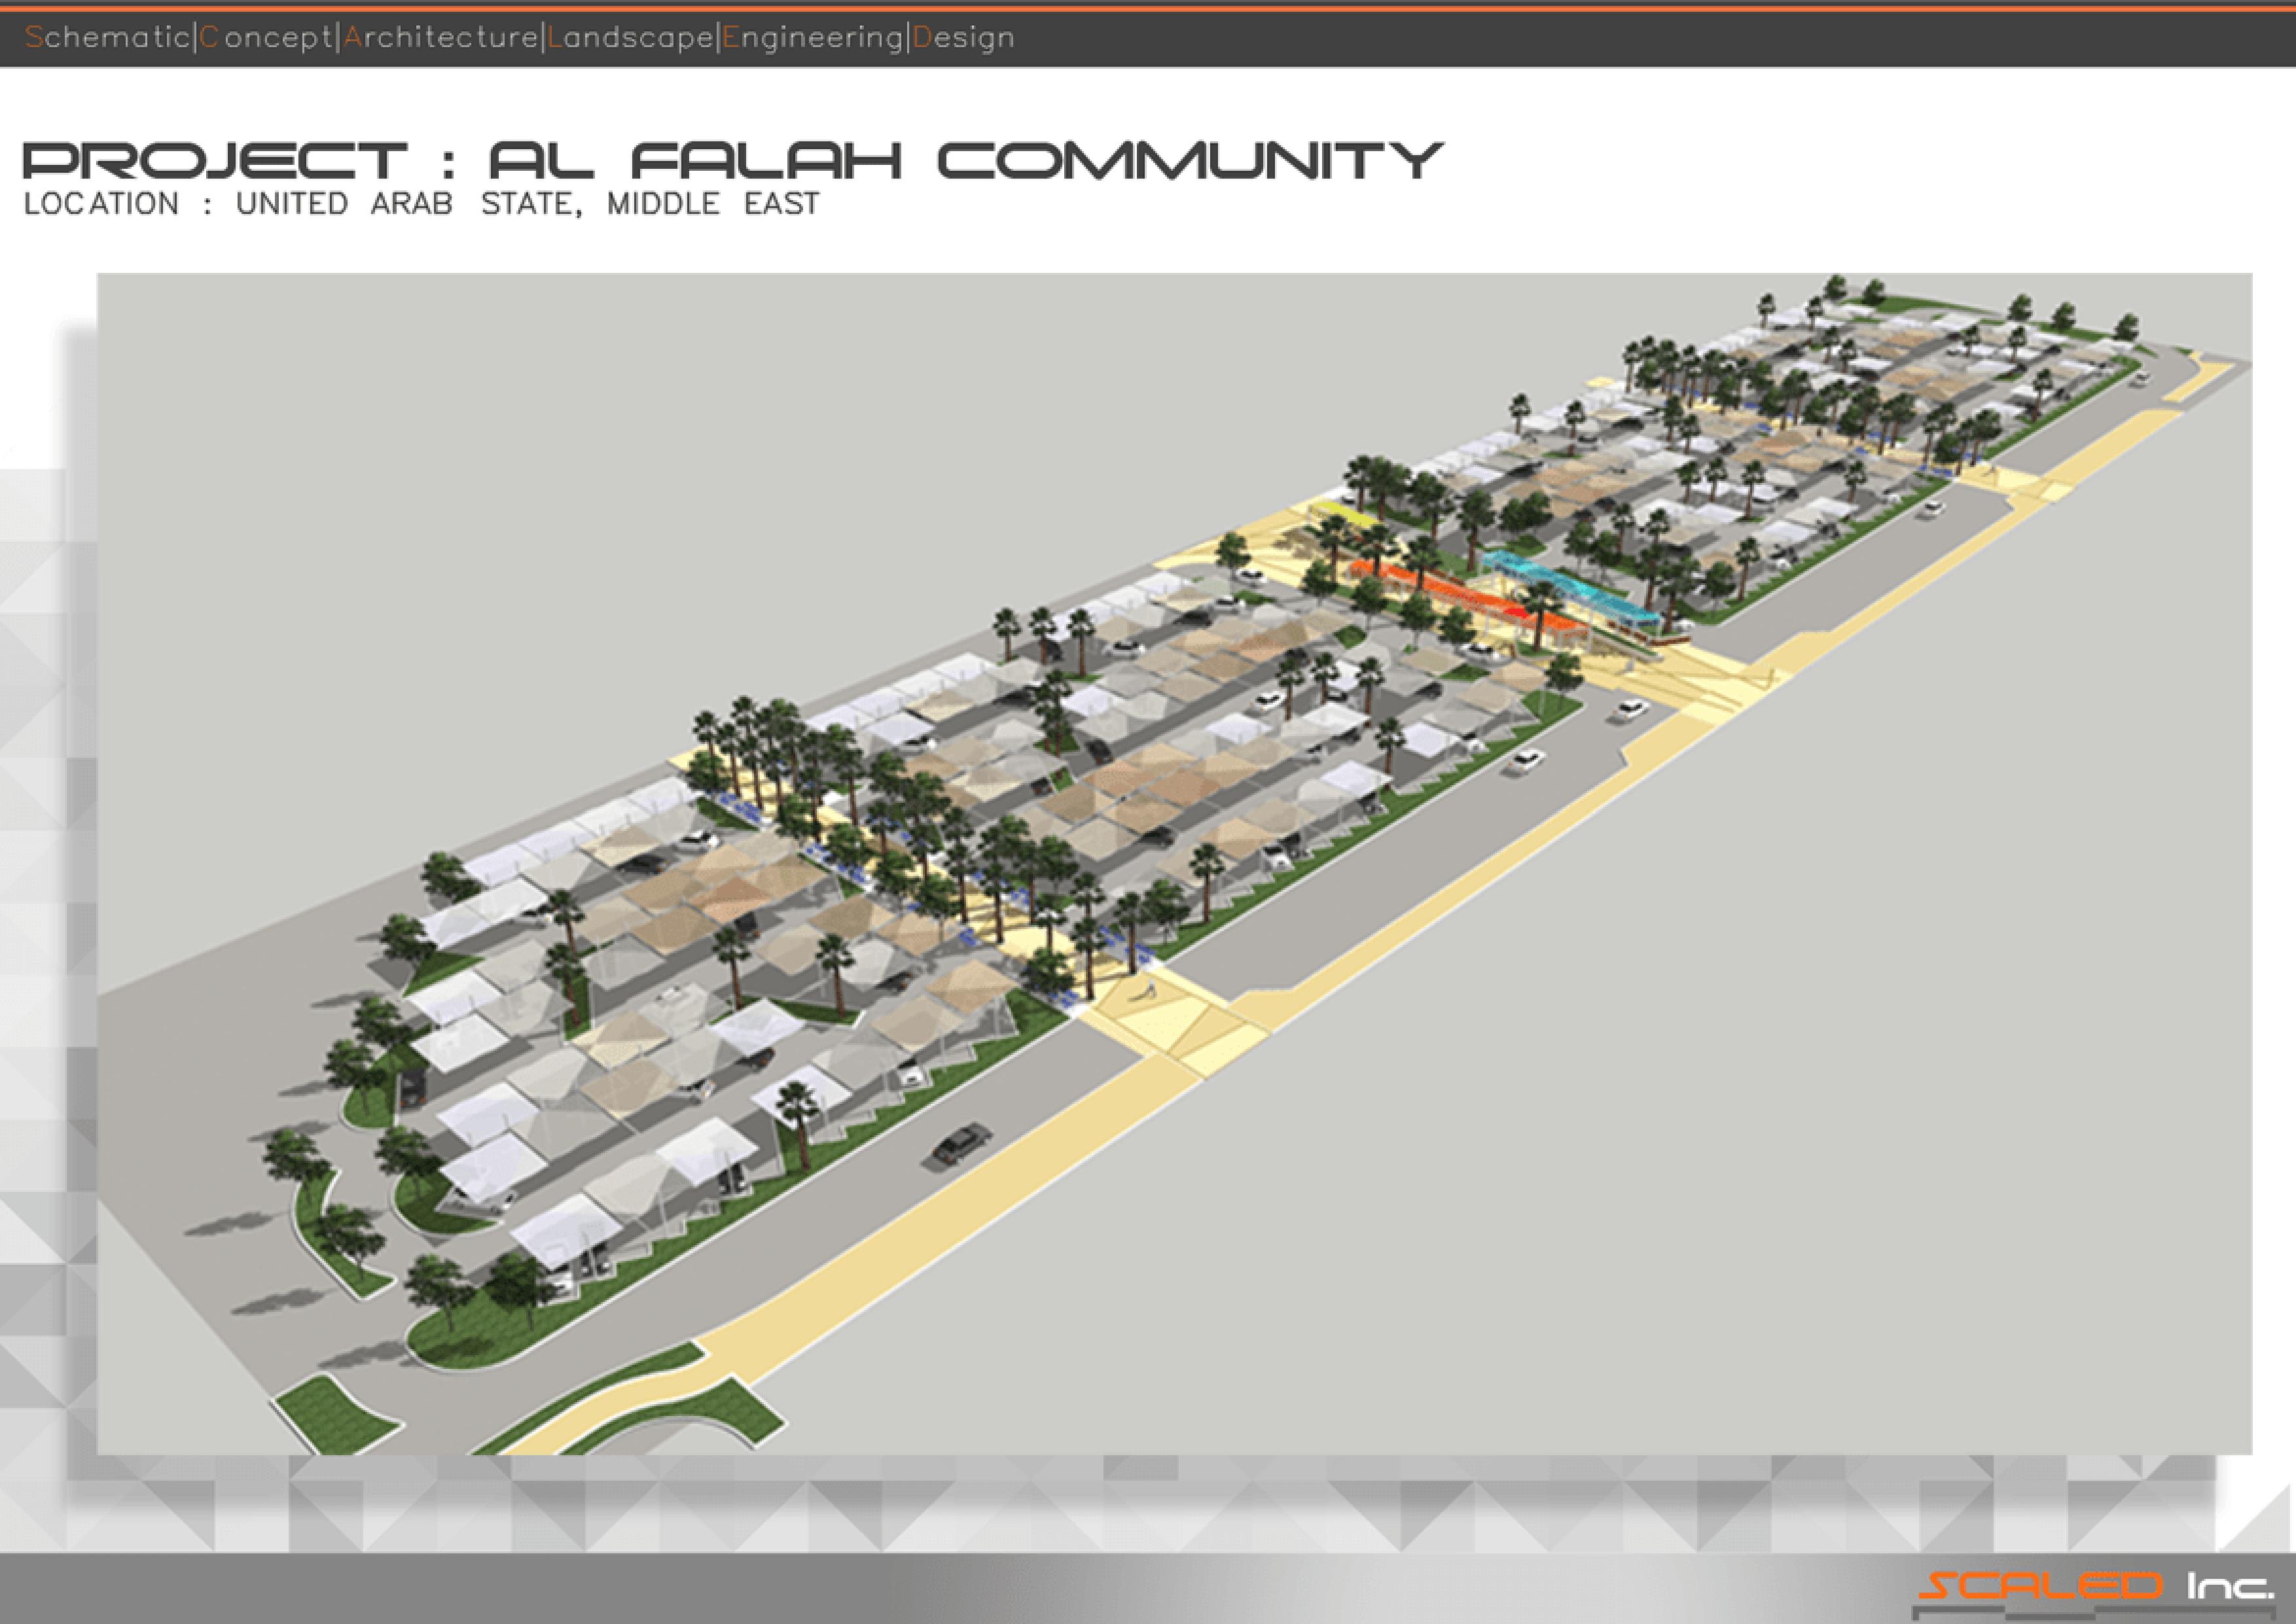 Schematic|Concept|Architecture|Landscape|Engineering|Design
PROJECT : AL FALAH COMMUNITY
LOCATION : UNITED ARAB STATE, MIDDLE EAST
SCALED Inc.